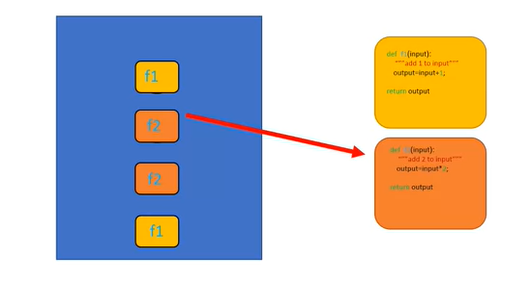 f1
f2
f2
f1
def f1(input):
"""add 1 to input"""
output=input+1;
return output
def (input):
"""add 2 to input"""
output=input*2;
return output